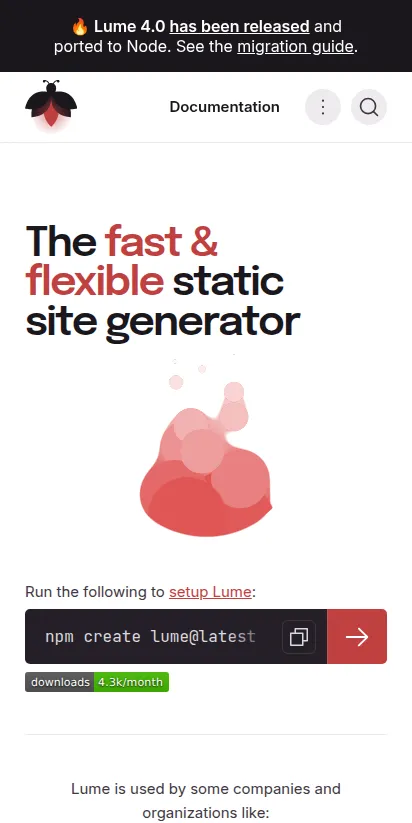 🔥 Lume 4.0 has been released and
ported to Node. See the migration guide.
Documentation
The fast &
flexible static
site generator
Run the following to setup Lume:
npm create lume@latest
downloads 4.3k/month
Lume is used by some companies and
organizations like: